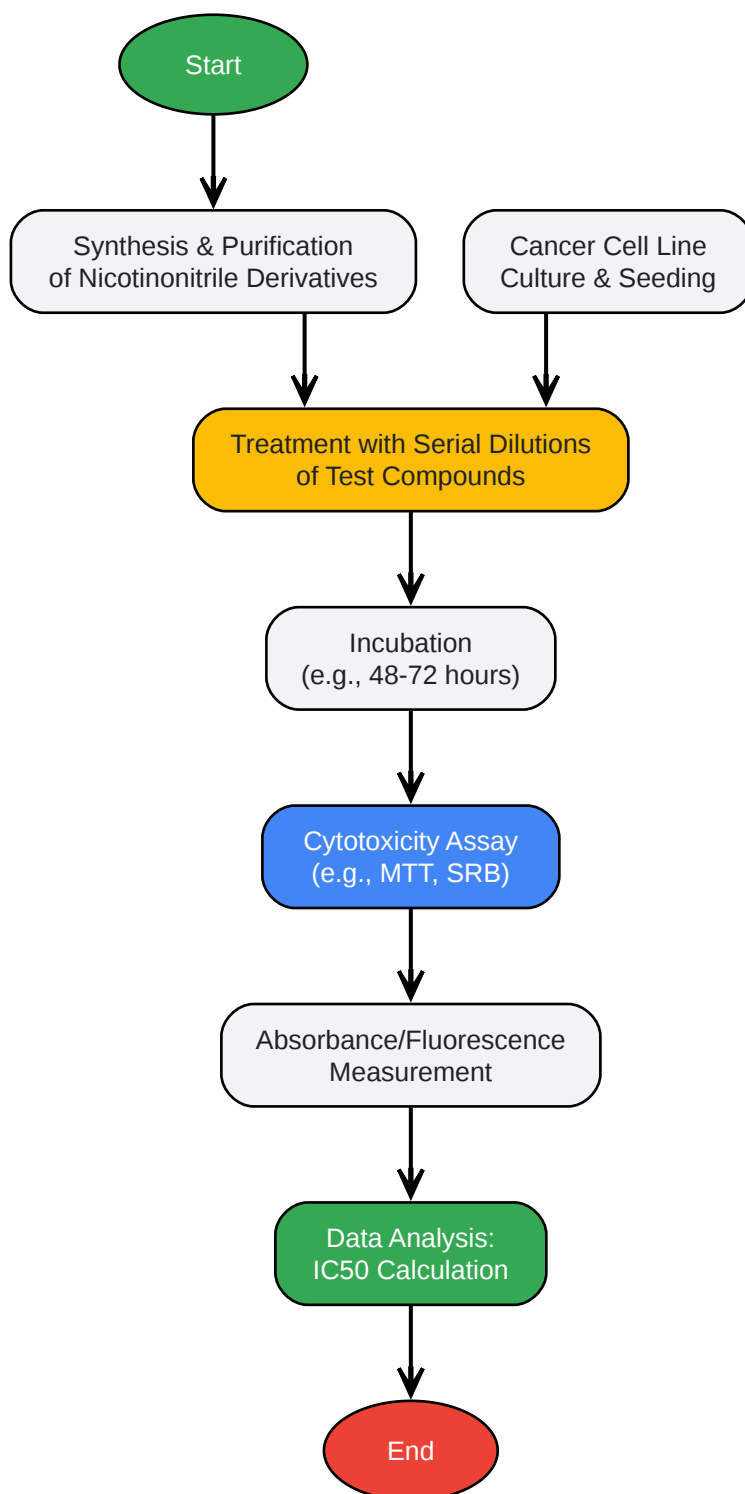 Start
Synthesis & Purification
of Nicotinonitrile Derivatives
Cancer Cell Line
Culture & Seeding
Treatment with Serial Dilutions
of Test Compounds
Incubation
(e.g., 48-72 hours)
Cytotoxicity Assay
(e.g., MTT, SRB)
Absorbance/Fluorescence
Measurement
Data Analysis:
IC50 Calculation
End